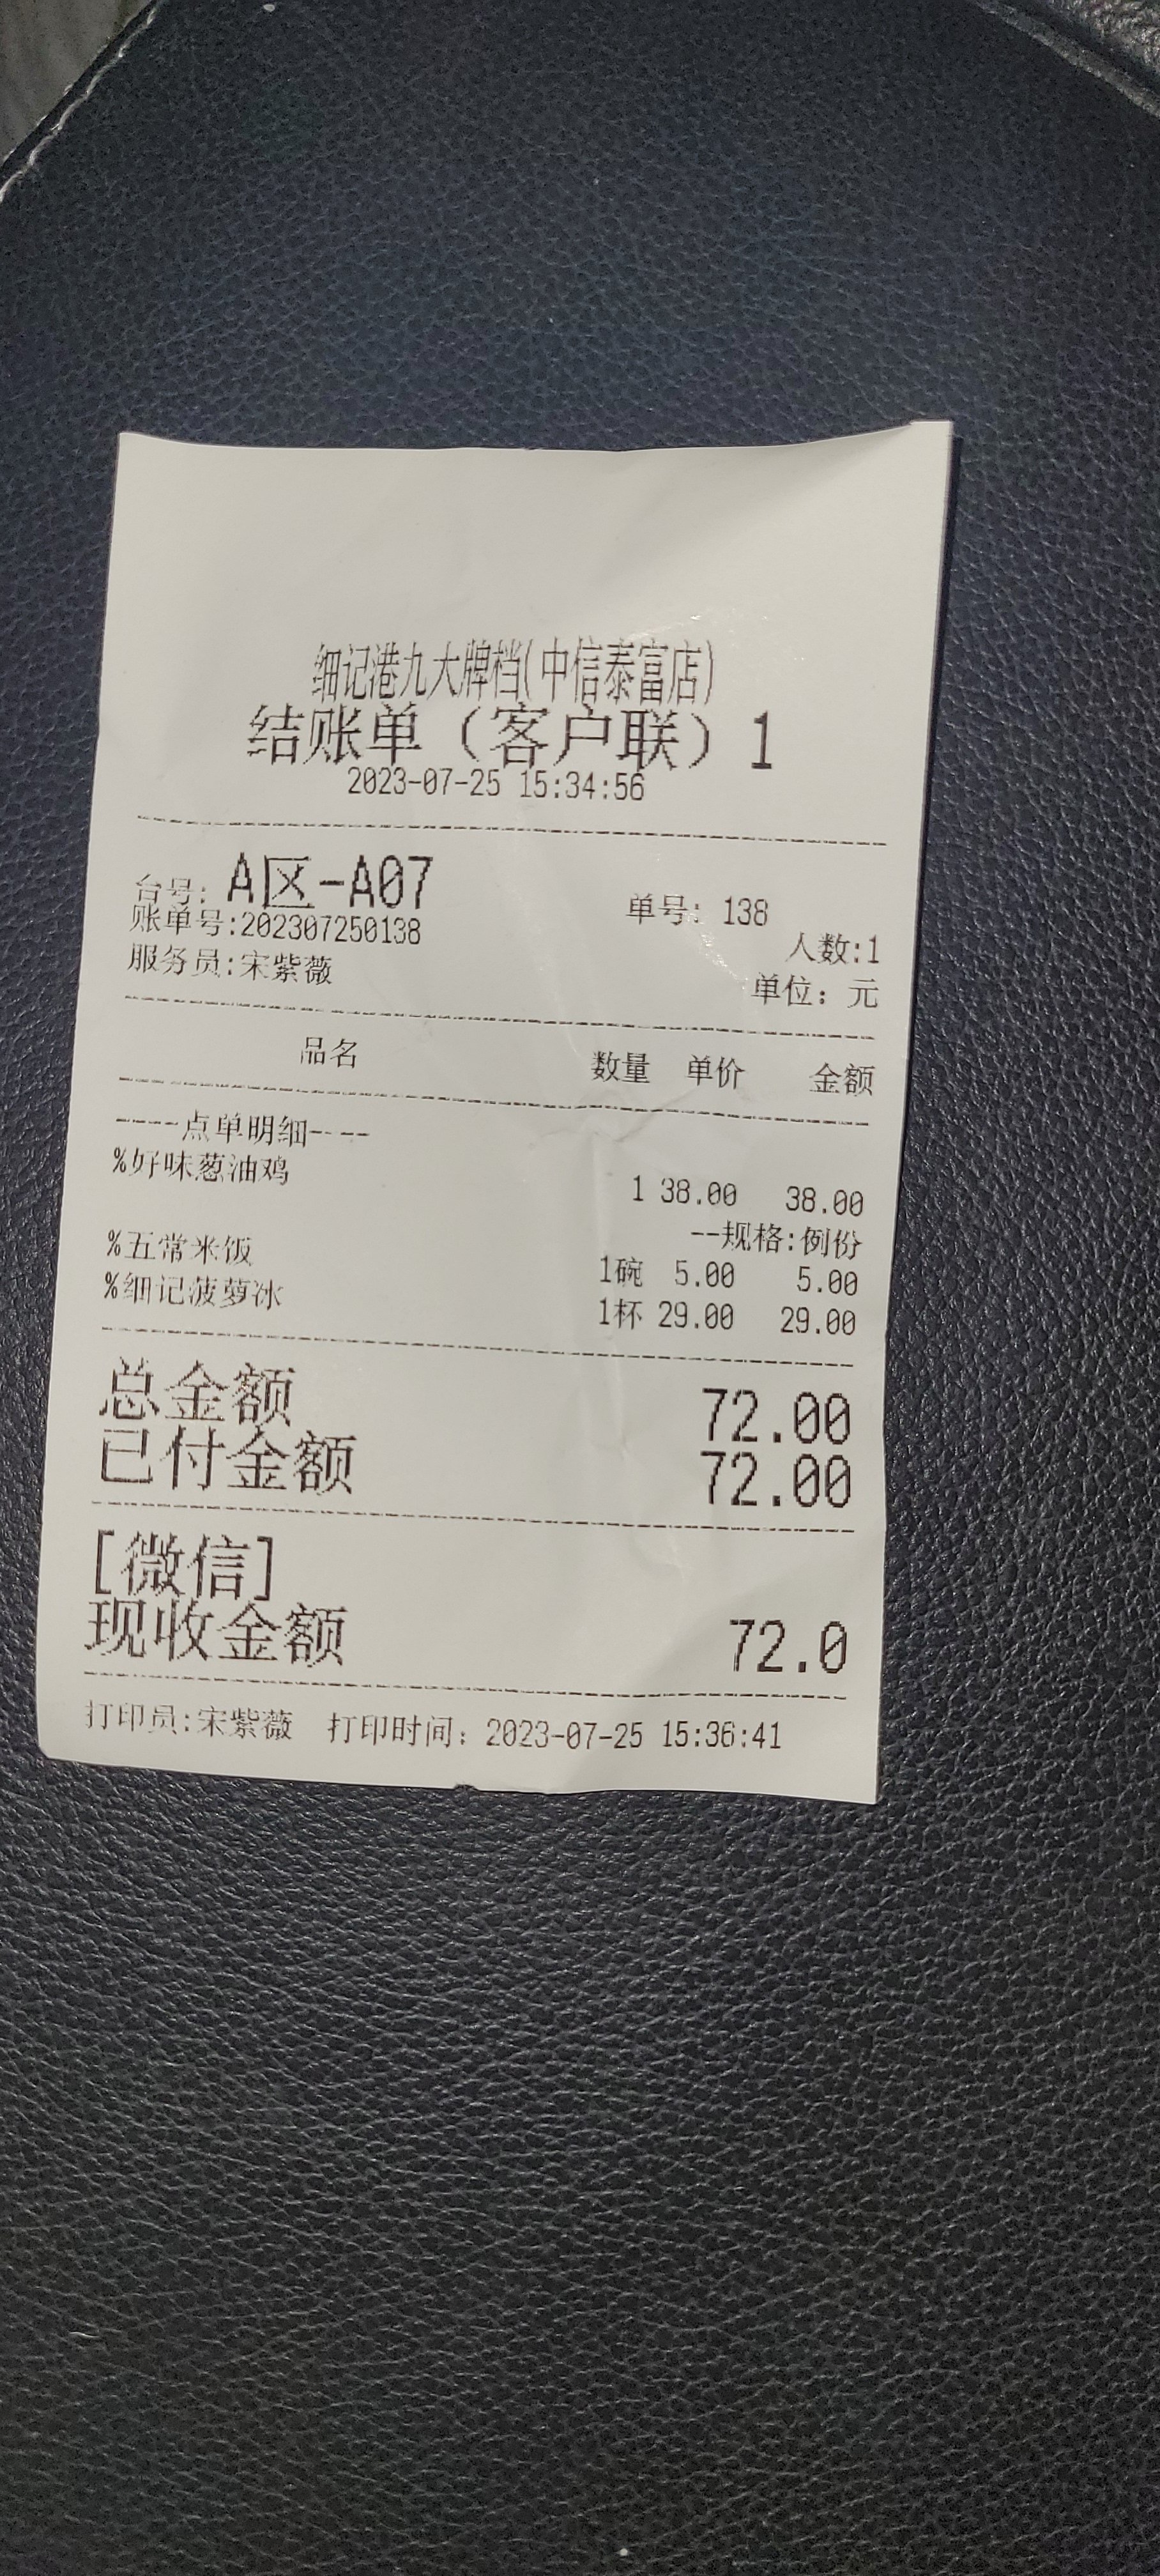 细记港九大牌档(中信泰富店)
结账单（客户联）1
2023-07-25 15:34:56
台号: A区-A07 单号: 138
账单号:202307250138 人数:1
服务员:宋紫薇 单位: 元
品名 数量 单价 金额
----点单明细----
%好味葱油鸡 1 38.00 38.00
--规格:例份
%五常米饭 1碗 5.00 5.00
%细记菠萝冰 1杯 29.00 29.00
总金额 72.00
已付金额 72.00
[微信]
现收金额 72.0
打印员:宋紫薇 打印时间: 2023-07-25 15:36:41